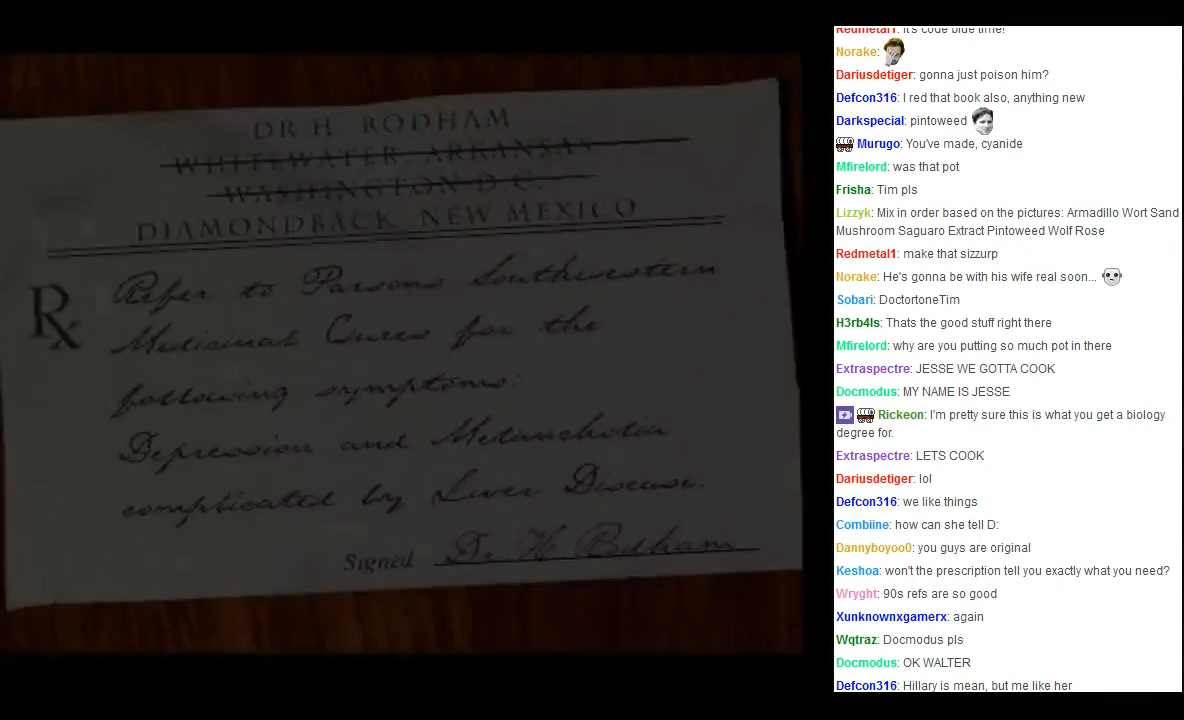 DR H. RODHAM
WHITEWATER, ARKANSAS
WASHINGTON D.C.
DIAMONDBACK, NEW MEXICO
Rx
Refer to Parsons Southwestern
Medicinal Cures for the
following symptoms:
Depression and Melancholia
complicated by Liver Disease.
Signed Dr H. Rodham
Redmetal1: it's code blue time!
Norake:
Dariusdetiger: gonna just poison him?
Defcon316: I red that book also, anything new
Darkspecial: pintoweed
Murugo: You've made, cyanide
Mfirelord: was that pot
Frisha: Tim pls
Lizzyk: Mix in order based on the pictures: Armadillo Wort Sand
Mushroom Saguaro Extract Pintoweed Wolf Rose
Redmetal1: make that sizzurp
Norake: He's gonna be with his wife real soon...
Sobari: DoctortoneTim
H3rb4ls: Thats the good stuff right there
Mfirelord: why are you putting so much pot in there
Extraspectre: JESSE WE GOTTA COOK
Docmodus: MY NAME IS JESSE
Rickeon: I'm pretty sure this is what you get a biology
degree for.
Extraspectre: LETS COOK
Dariusdetiger: lol
Defcon316: we like things
Combiine: how can she tell D:
Dannyboyoo0: you guys are original
Keshoa: won't the prescription tell you exactly what you need?
Wryght: 90s refs are so good
Xunknownxgamerx: again
Wqtraz: Docmodus pls
Docmodus: OK WALTER
Defcon316: Hillary is mean, but me like her